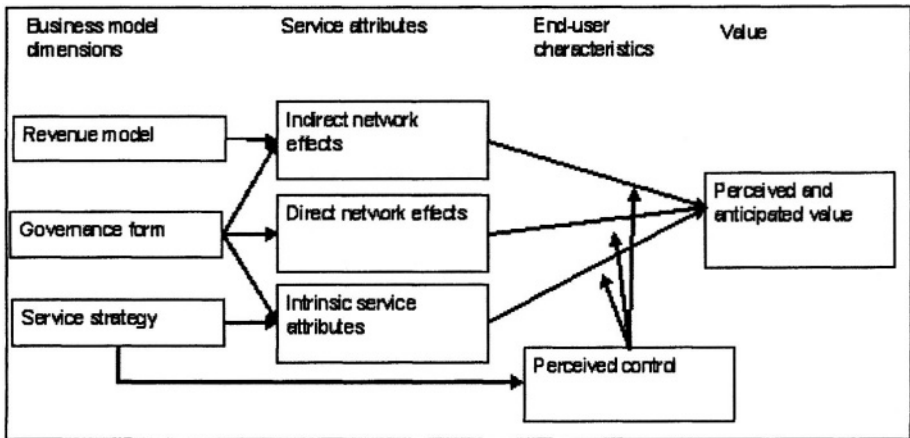 Business model
dimensions
Service attributes
End-user
characteristics
Value
Revenue model
Indirect network
effects
Perceived and
anticipated value
Governance form
Direct network effects
Service strategy
Intrinsic service
attributes
Perceived control